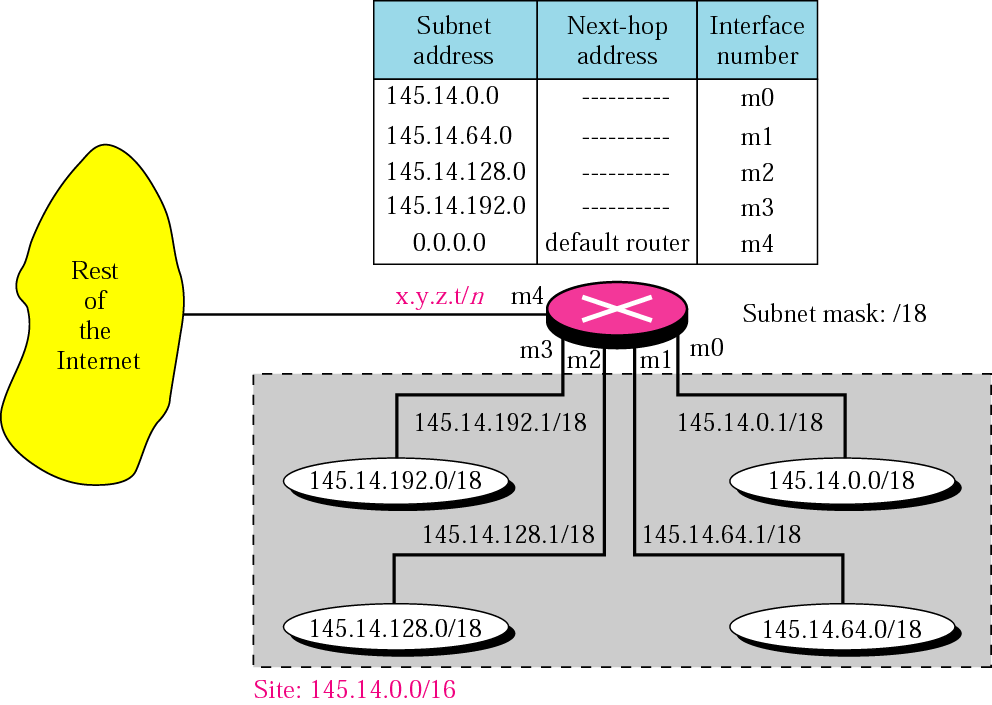 Subnet address Next-hop address Interface number
145.14.0.0 ---------- m0
145.14.64.0 ---------- m1
145.14.128.0 ---------- m2
145.14.192.0 ---------- m3
0.0.0.0 default router m4
Rest
of
the
Internet
x.y.z.t/n m4
Subnet mask: /18
m3 m2 m1 m0
145.14.192.1/18 145.14.0.1/18
145.14.192.0/18 145.14.0.0/18
145.14.128.1/18 145.14.64.1/18
145.14.128.0/18 145.14.64.0/18
Site: 145.14.0.0/16